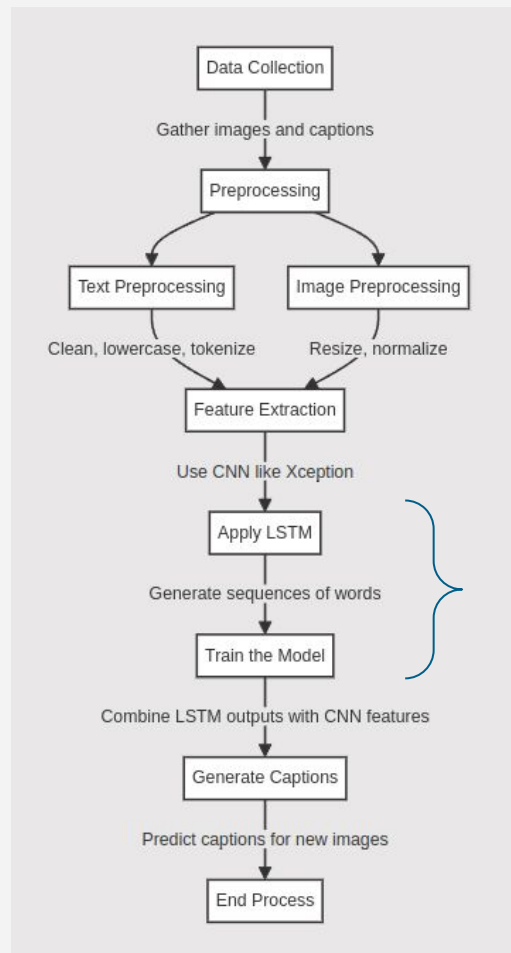 Data Collection
Gather images and captions
Preprocessing
Text Preprocessing
Image Preprocessing
Clean, lowercase, tokenize
Resize, normalize
Feature Extraction
Use CNN like Xception
Apply LSTM
Generate sequences of words
Train the Model
Combine LSTM outputs with CNN features
Generate Captions
Predict captions for new images
End Process